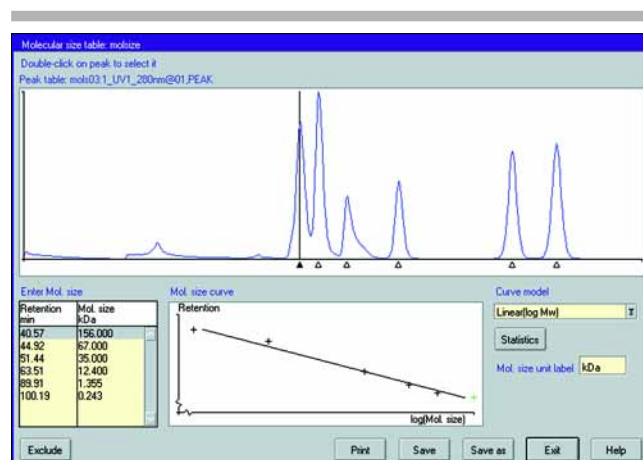 Molecular size table: molsize
Double-click on peak to select it
Peak table: mols03:1_UV1_280nm@01,PEAK
Enter Mol. size
Retention min Mol. size kDa
40.57 156.000
44.92 67.000
51.44 35.000
63.51 12.400
89.91 1.355
100.19 0.243
Mol. size curve
Retention
log(Mol. size)
Curve model
Linear(log Mw)
Statistics
Mol. size unit label kDa
Exclude Print Save Save as Exit Help